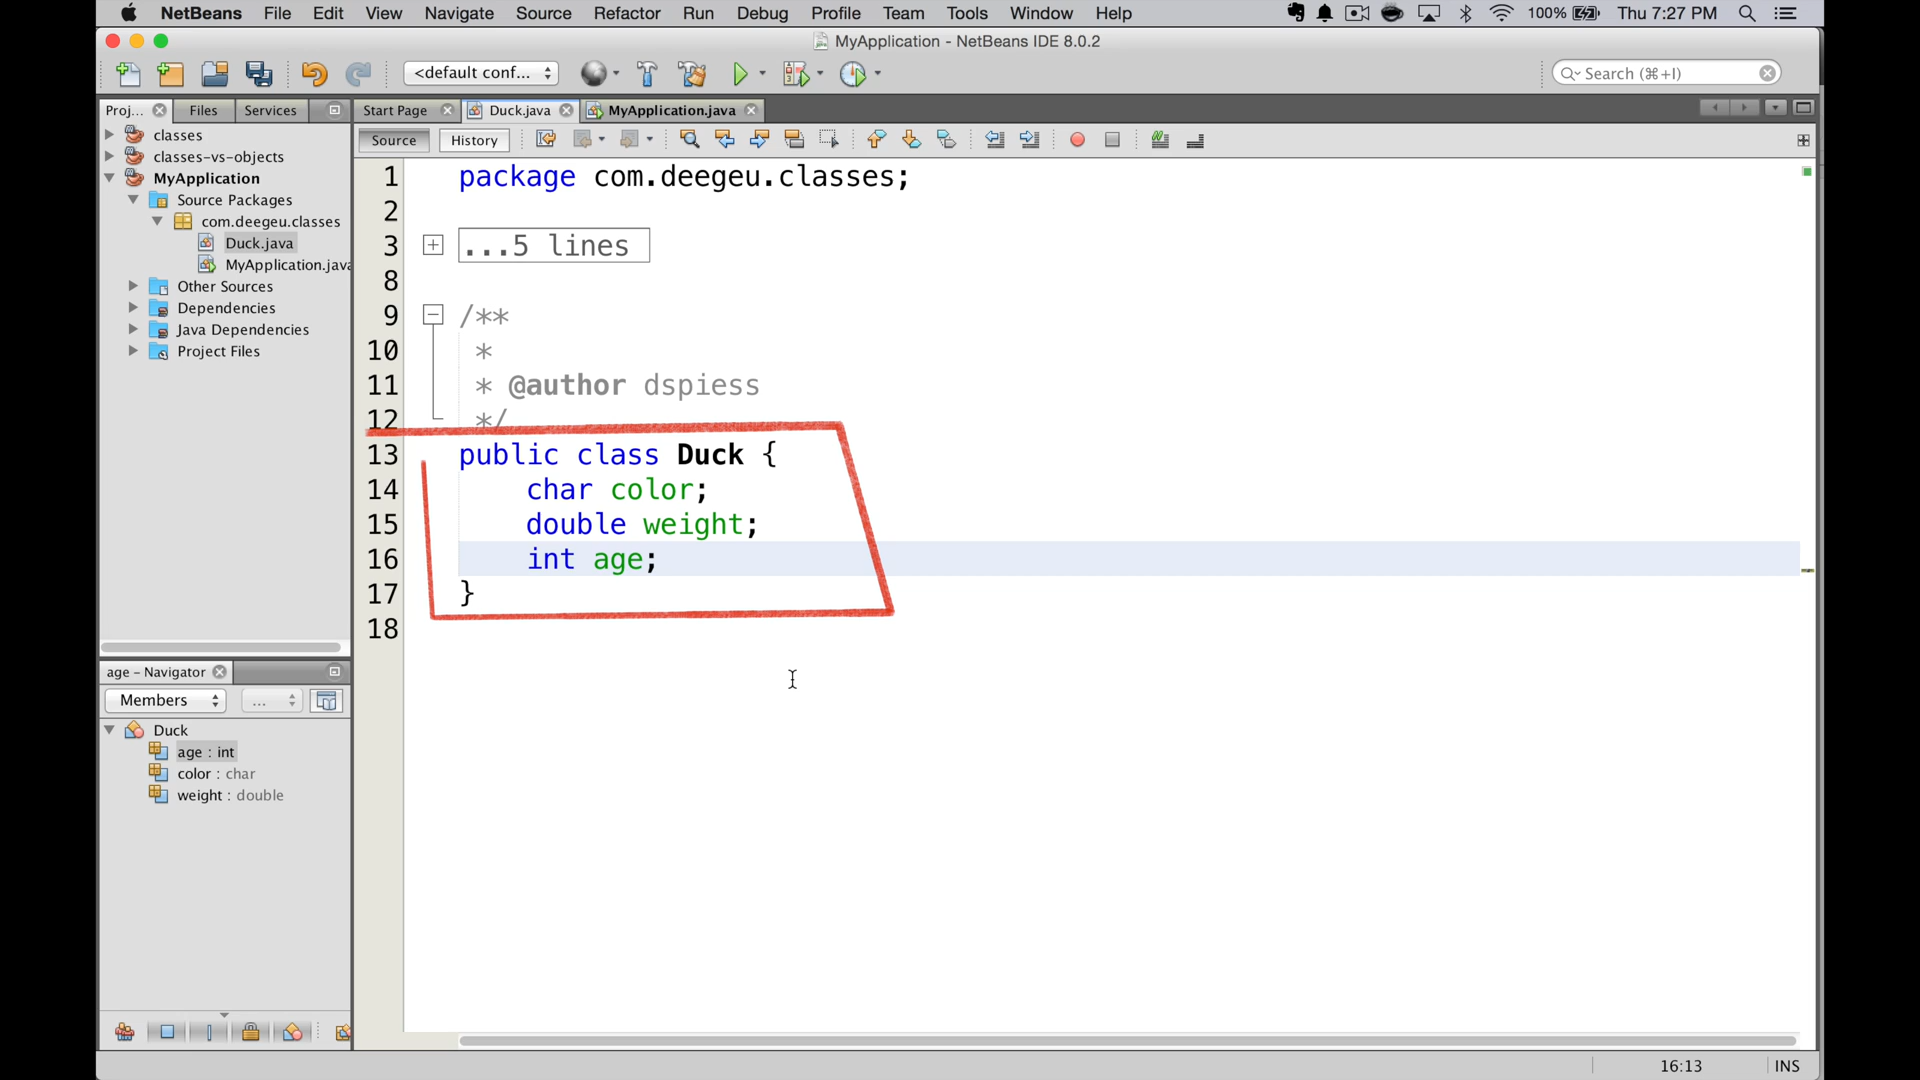 NetBeans File Edit View Navigate Source Refactor Run Debug Profile Team Tools Window Help 100% Thu 7:27 PM
MyApplication - NetBeans IDE 8.0.2
<default conf... Search (⌘+I)
Proj... Files Services Start Page Duck.java MyApplication.java
Source History
classes
classes-vs-objects
MyApplication
Source Packages
com.deegeu.classes
Duck.java
MyApplication.java
Other Sources
Dependencies
Java Dependencies
Project Files
1 package com.deegeu.classes;
2
3 ...5 lines
8
9 /**
10 *
11 * @author dspiess
12 */
13 public class Duck {
14 char color;
15 double weight;
16 int age;
17 }
18
age - Navigator
Members ...
Duck
age : int
color : char
weight : double
16:13 INS